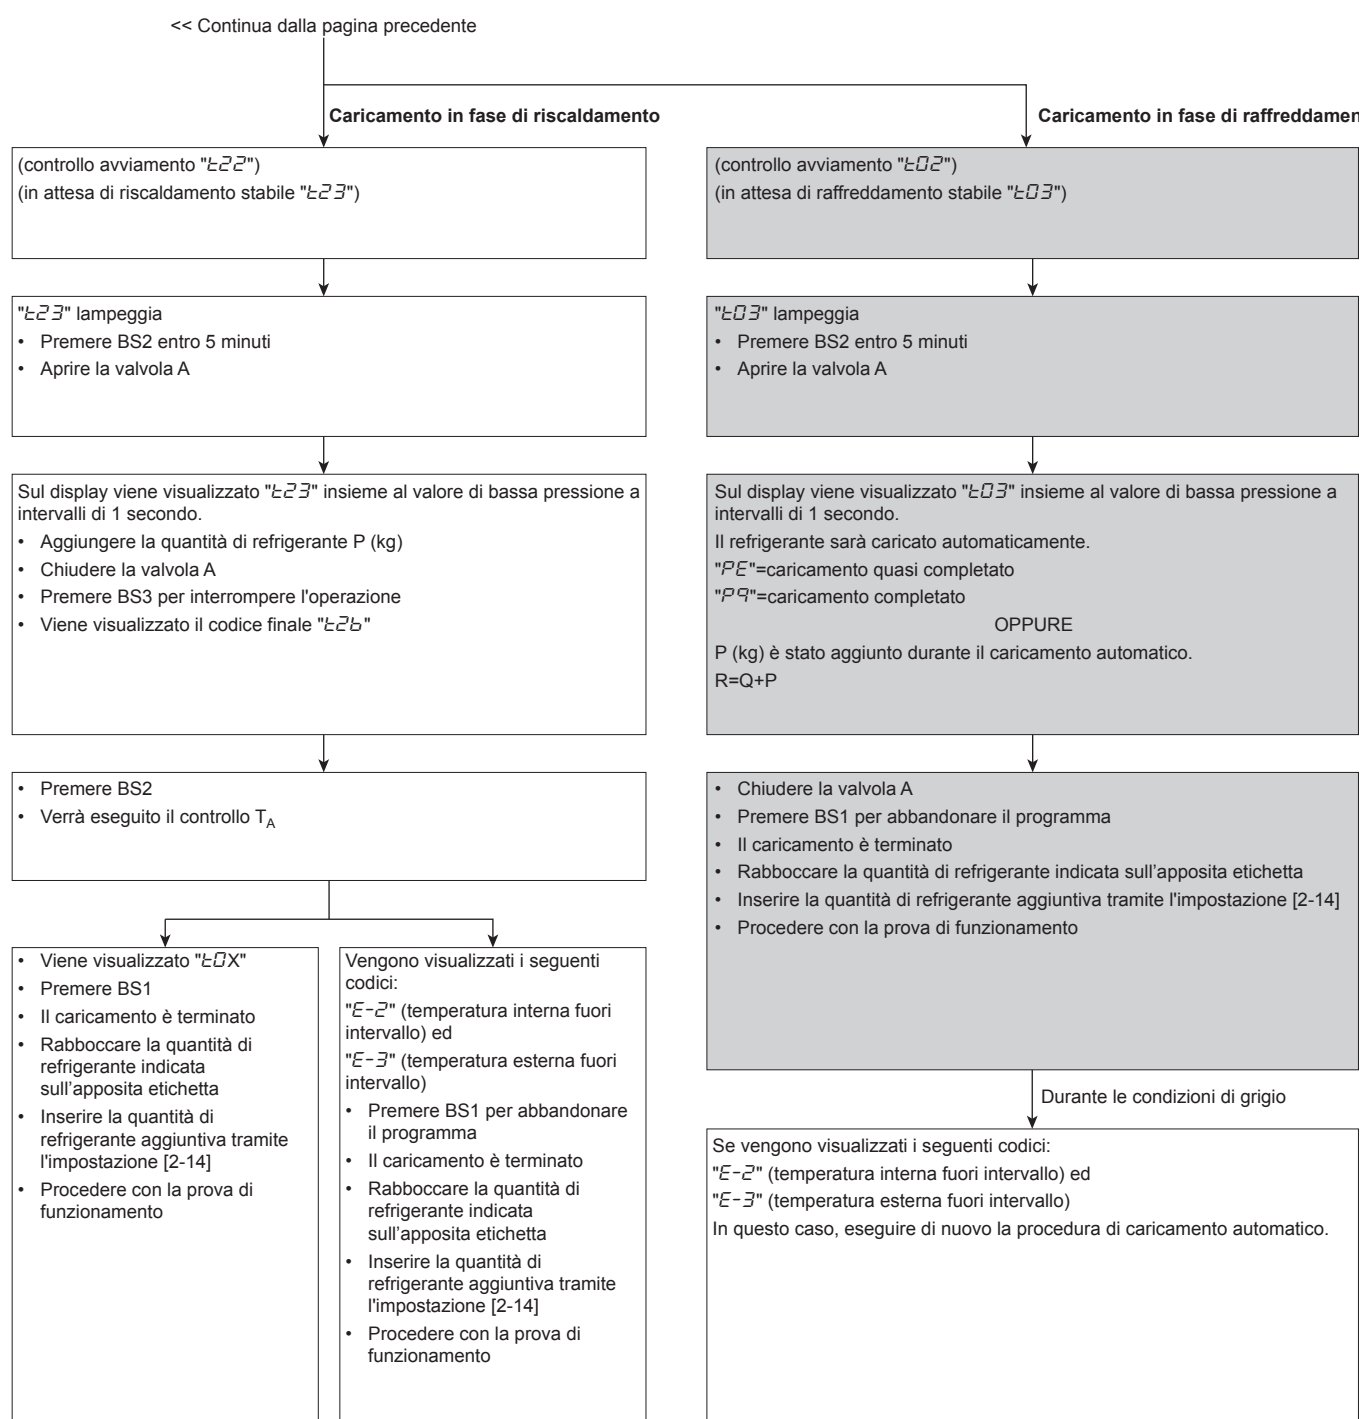 << Continua dalla pagina precedente
Caricamento in fase di riscaldamento
(controllo avviamento "t22")
(in attesa di riscaldamento stabile "t23")
"t23" lampeggia
• Premere BS2 entro 5 minuti
• Aprire la valvola A
Sul display viene visualizzato "t23" insieme al valore di bassa pressione a
intervalli di 1 secondo.
• Aggiungere la quantità di refrigerante P (kg)
• Chiudere la valvola A
• Premere BS3 per interrompere l'operazione
• Viene visualizzato il codice finale "t26"
• Premere BS2
• Verrà eseguito il controllo TA
• Viene visualizzato "t0X"
• Premere BS1
• Il caricamento è terminato
• Rabboccare la quantità di
refrigerante indicata
sull'apposita etichetta
• Inserire la quantità di
refrigerante aggiuntiva tramite
l'impostazione [2-14]
• Procedere con la prova di
funzionamento
Vengono visualizzati i seguenti
codici:
"E-2" (temperatura interna fuori
intervallo) ed
"E-3" (temperatura esterna fuori
intervallo)
• Premere BS1 per abbandonare
il programma
• Il caricamento è terminato
• Rabboccare la quantità di
refrigerante indicata
sull'apposita etichetta
• Inserire la quantità di
refrigerante aggiuntiva tramite
l'impostazione [2-14]
• Procedere con la prova di
funzionamento
Caricamento in fase di raffreddamen
(controllo avviamento "t02")
(in attesa di raffreddamento stabile "t03")
"t03" lampeggia
• Premere BS2 entro 5 minuti
• Aprire la valvola A
Sul display viene visualizzato "t03" insieme al valore di bassa pressione a
intervalli di 1 secondo.
Il refrigerante sarà caricato automaticamente.
"PE"=caricamento quasi completato
"P9"=caricamento completato
OPPURE
P (kg) è stato aggiunto durante il caricamento automatico.
R=Q+P
• Chiudere la valvola A
• Premere BS1 per abbandonare il programma
• Il caricamento è terminato
• Rabboccare la quantità di refrigerante indicata sull'apposita etichetta
• Inserire la quantità di refrigerante aggiuntiva tramite l'impostazione [2-14]
• Procedere con la prova di funzionamento
Durante le condizioni di grigio
Se vengono visualizzati i seguenti codici:
"E-2" (temperatura interna fuori intervallo) ed
"E-3" (temperatura esterna fuori intervallo)
In questo caso, eseguire di nuovo la procedura di caricamento automatico.